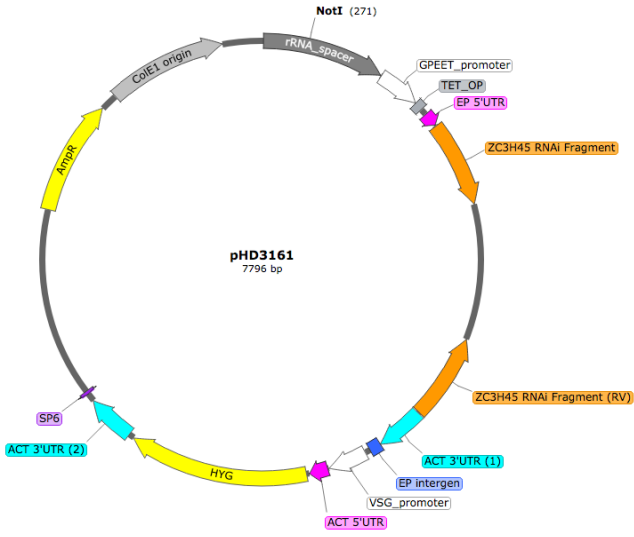 NotI (271)
rRNA_spacer
GPEET_promoter
TET_OP
EP 5'UTR
ZC3H45 RNAi Fragment
ZC3H45 RNAi Fragment (RV)
ACT 3'UTR (1)
EP intergen
VSG_promoter
ACT 5'UTR
HYG
ACT 3'UTR (2)
SP6
AmpR
ColE1 origin
pHD3161
7796 bp